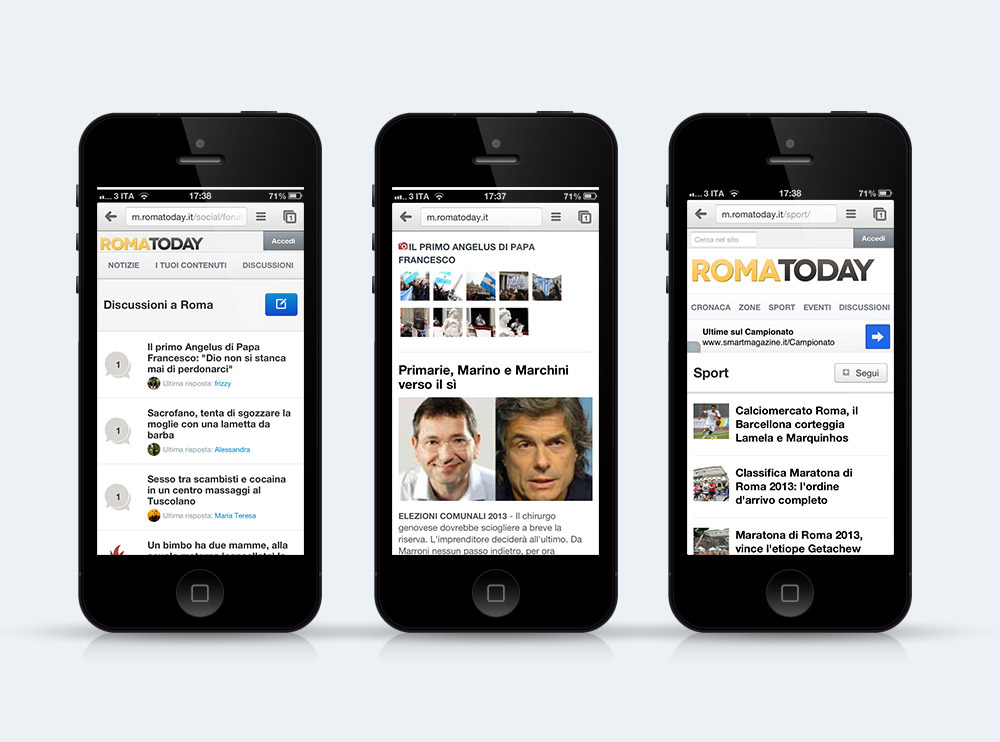 3 ITA 17:38 71%
m.romatoday.it/social/forum
1
ROMATODAY
Accedi
NOTIZIE I TUOI CONTENUTI DISCUSSIONI
Discussioni a Roma
1
Il primo Angelus di Papa
Francesco: "Dio non si stanca
mai di perdonarci"
Ultima risposta: frizzy
1
Sacrofano, tenta di sgozzare la
moglie con una lametta da
barba
Ultima risposta: Alessandra
1
Sesso tra scambisti e cocaina
in un centro massaggi al
Tuscolano
Ultima risposta: Maria Teresa
Un bimbo ha due mamme, alla
3 ITA 17:37 71%
m.romatoday.it
1
IL PRIMO ANGELUS DI PAPA
FRANCESCO
Primarie, Marino e Marchini
verso il sì
ELEZIONI COMUNALI 2013 - Il chirurgo
genovese dovrebbe sciogliere a breve la
riserva. L'imprenditore deciderà all'ultimo. Da
Marroni nessun passo indietro, per ora
3 ITA 17:38 71%
m.romatoday.it/sport/
1
Cerca nel sito
Accedi
ROMATODAY
CRONACA ZONE SPORT EVENTI DISCUSSIONI
Ultime sul Campionato
www.smartmagazine.it/Campionato
Sport
Segui
Calciomercato Roma, il
Barcellona corteggia
Lamela e Marquinhos
Classifica Maratona di
Roma 2013: l'ordine
d'arrivo completo
Maratona di Roma 2013,
vince l'etiope Getachew